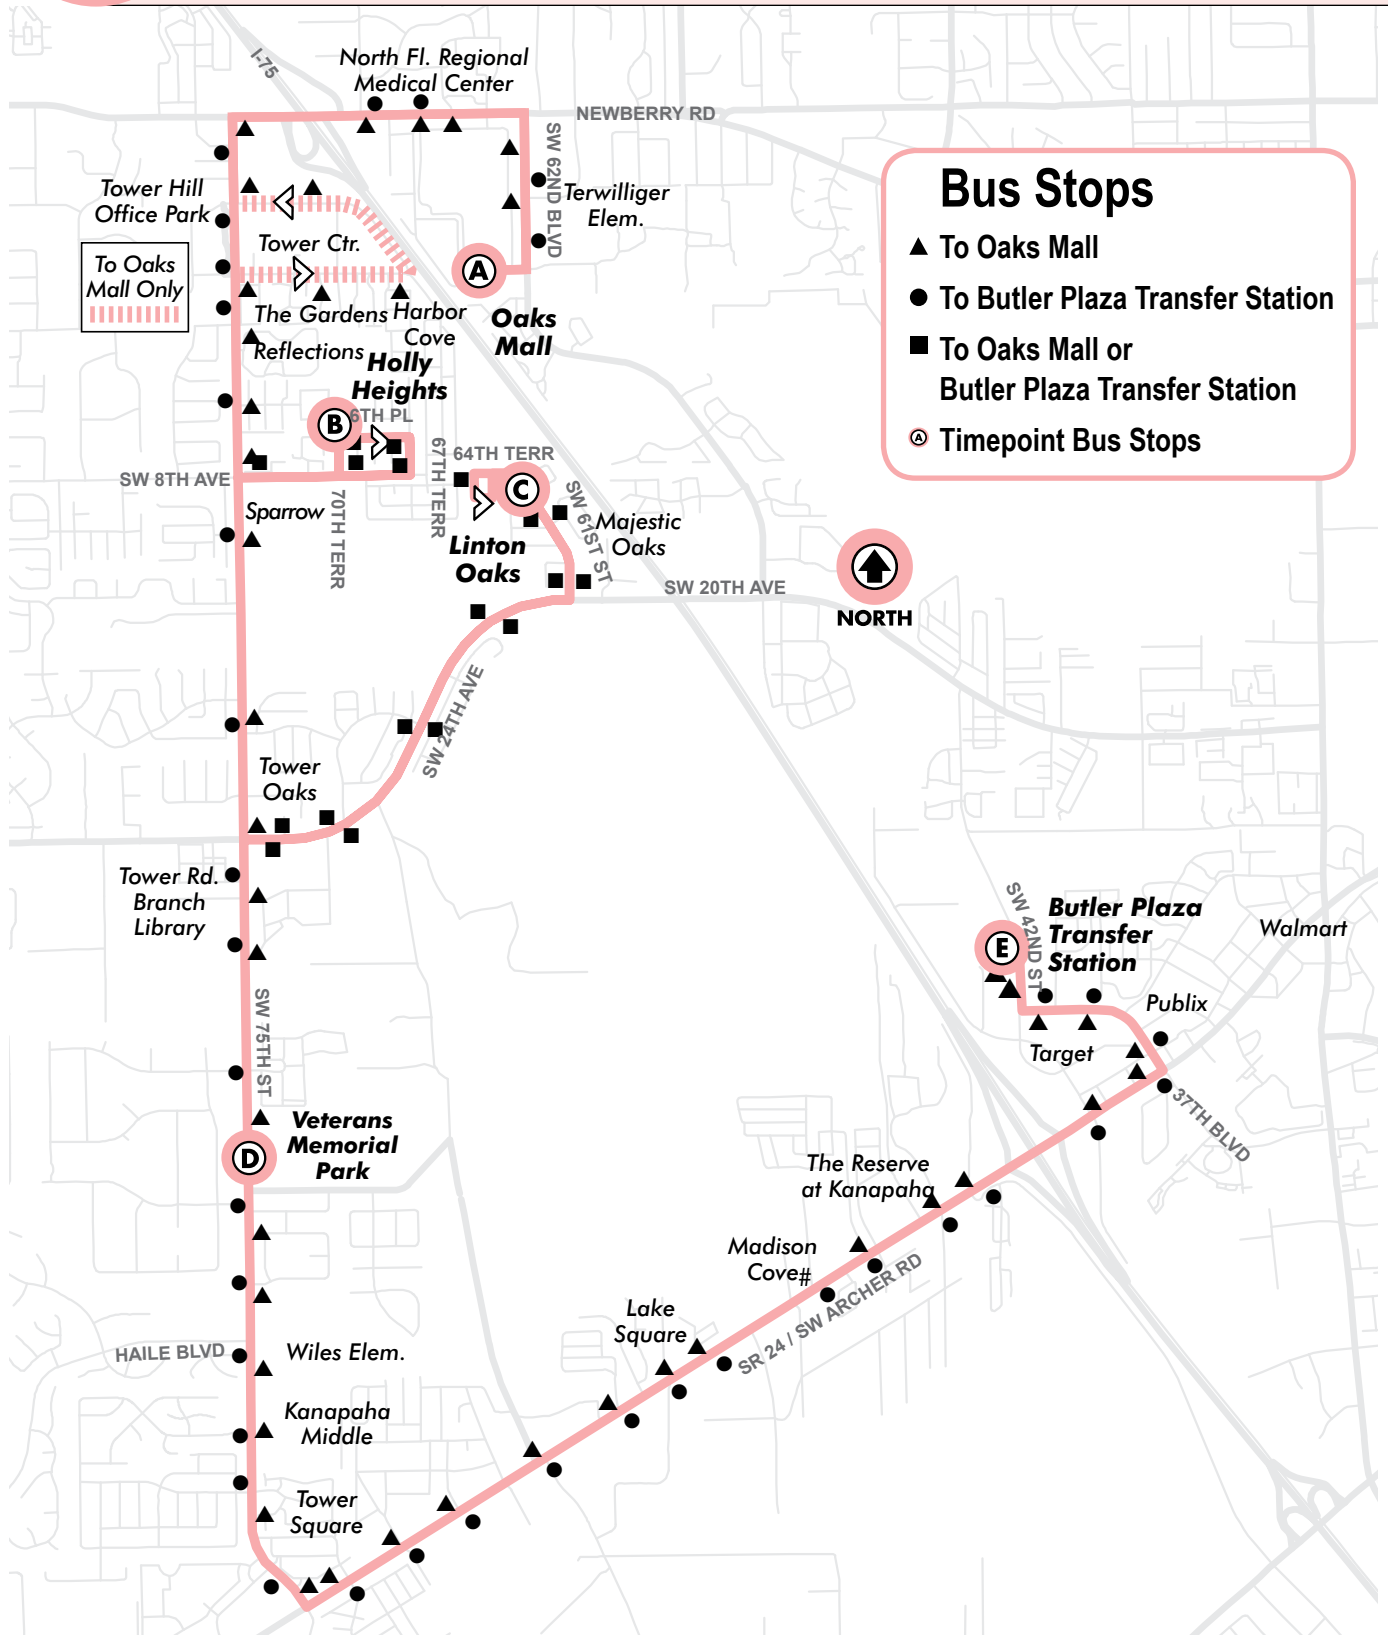 I-75
North Fl. Regional
Medical Center
NEWBERRY RD
SW 62ND BLVD
Terwilliger
Elem.
Tower Hill
Office Park
Tower Ctr.
To Oaks
Mall Only
A
Oaks
Mall
The Gardens
Harbor
Cove
Reflections
Holly
Heights
B
6TH PL
67TH TERR
64TH TERR
C
SW 8TH AVE
70TH TERR
Sparrow
Linton
Oaks
SW 61ST ST
Majestic
Oaks
SW 20TH AVE
NORTH
Bus Stops
To Oaks Mall
To Butler Plaza Transfer Station
To Oaks Mall or
Butler Plaza Transfer Station
A Timepoint Bus Stops
SW 24TH AVE
Tower
Oaks
Tower Rd.
Branch
Library
SW 75TH ST
D
Veterans
Memorial
Park
SW 42ND ST
E
Butler Plaza
Transfer
Station
Walmart
Publix
Target
37TH BLVD
The Reserve
at Kanapaha
Madison
Cove#
SR 24 / SW ARCHER RD
Lake
Square
HAILE BLVD
Wiles Elem.
Kanapaha
Middle
Tower
Square